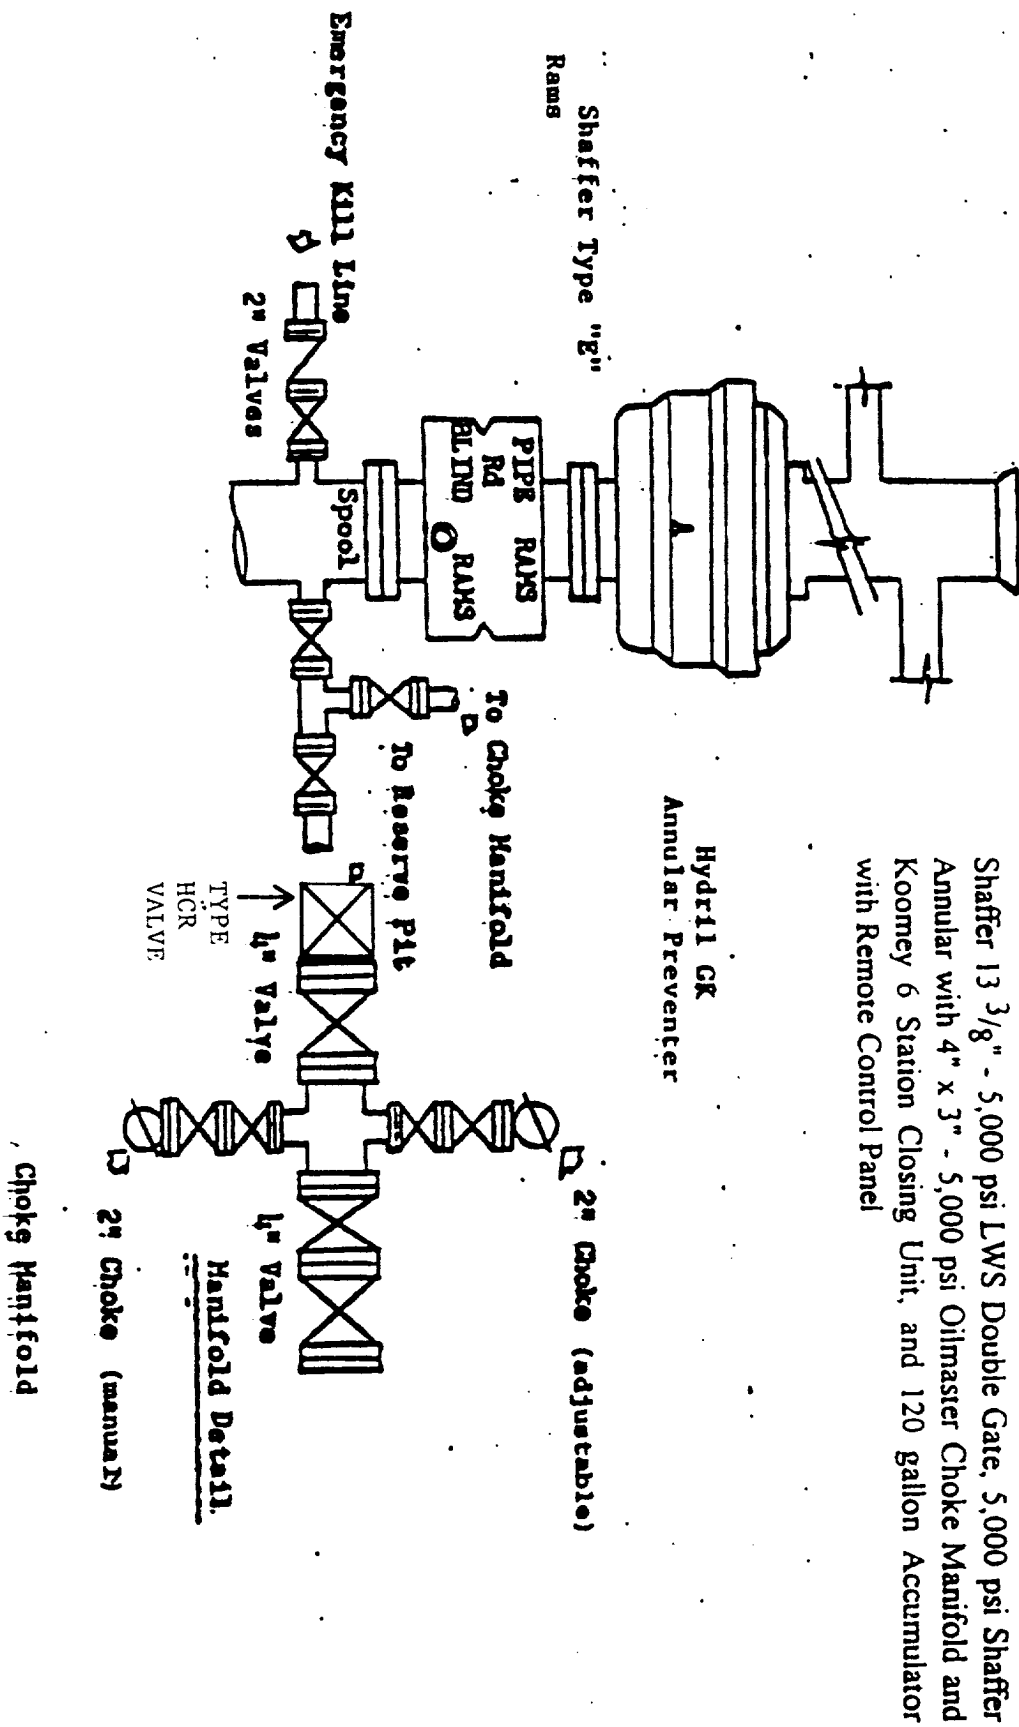 Shaffer 13 3/8" - 5,000 psi LWS Double Gate, 5,000 psi Shaffer
Annular with 4" x 3" - 5,000 psi Oilmaster Choke Manifold and
Koomey 6 Station Closing Unit, and 120 gallon Accumulator
with Remote Control Panel
Hydril GK
Annular Preventer
Shaffer Type "E"
Rams
PIPE RAMS
Rd
BLIND RAMS
Spool
Emergency Kill Line
2" Valves
To Choke Manifold
To Reserve Pit
TYPE
HCR
VALVE
4" Valve
4" Valve
2" Choke (adjustable)
2" Choke (manual)
Manifold Detail
Choke Manifold